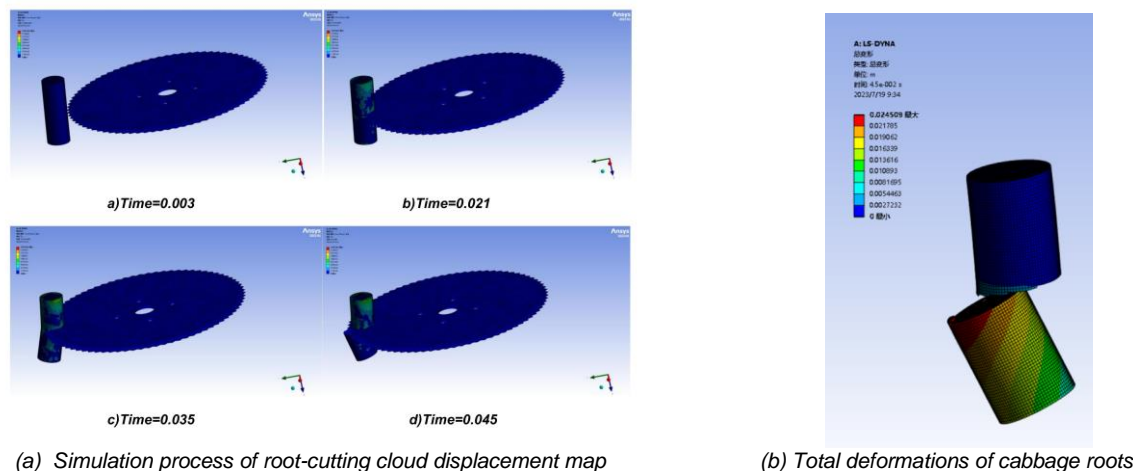 Ansys
Ansys
a)Time=0.003
b)Time=0.021
Ansys
Ansys
c)Time=0.035
d)Time=0.045
(a) Simulation process of root-cutting cloud displacement map
A: LS-DYNA
总变形
类型: 总变形
单位: m
时间: 4.5e-002 s
2023/7/19 9:34
0.024509 最大
0.021785
0.019062
0.016339
0.013616
0.010893
0.0081695
0.0054463
0.0027232
0 最小
(b) Total deformations of cabbage roots